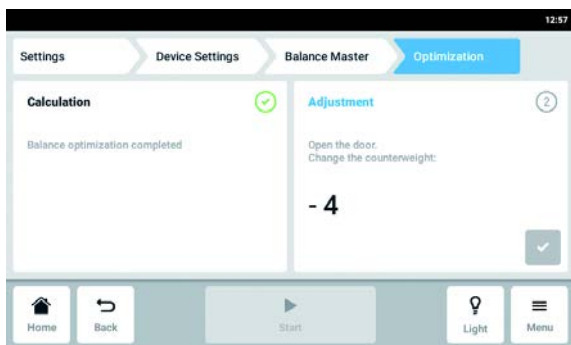 12:57
Settings
Device Settings
Balance Master
Optimization
Calculation
Balance optimization completed
Adjustment
2
Open the door.
Change the counterweight:
- 4
Home
Back
Start
Light
Menu